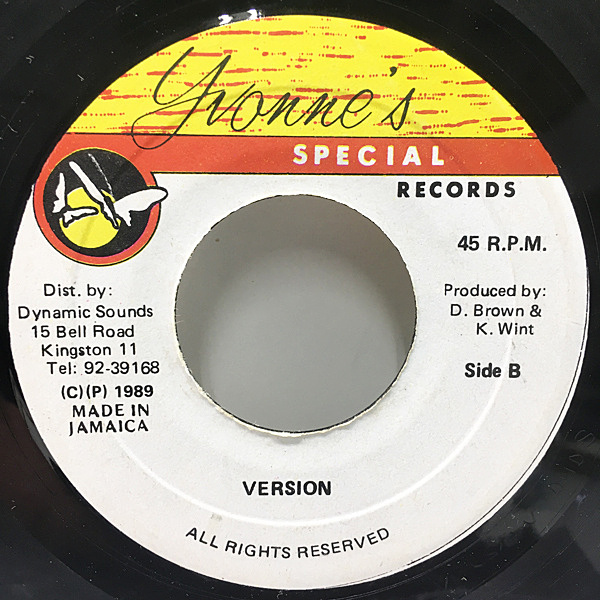 Yvonne's
SPECIAL
RECORDS
45 R.P.M.
Dist. by:
Dynamic Sounds
15 Bell Road
Kingston 11
Tel: 92-39168
(C)(P) 1989
MADE IN
JAMAICA
Produced by:
D. Brown &
K. Wint
Side B
VERSION
ALL RIGHTS RESERVED